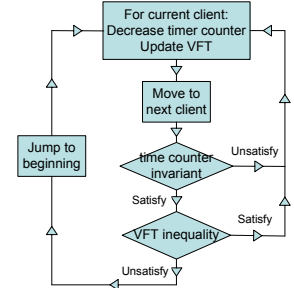 For current client:
Decrease timer counter
Update VFT
Move to
next client
Jump to
beginning
time counter
invariant
Unsatisfy
Satisfy
Satisfy
VFT inequality
Unsatisfy